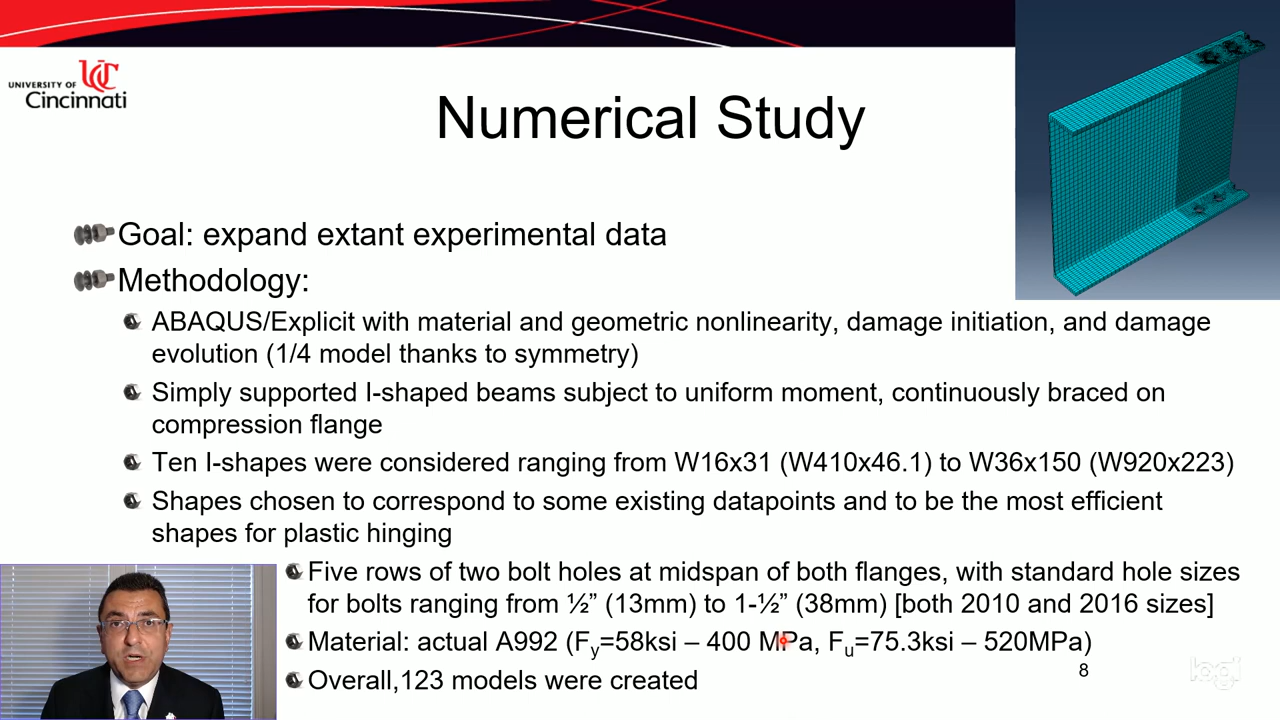 UNIVERSITY OF
Cincinnati
Numerical Study
Goal: expand extant experimental data
Methodology:
ABAQUS/Explicit with material and geometric nonlinearity, damage initiation, and damage
evolution (1/4 model thanks to symmetry)
Simply supported I-shaped beams subject to uniform moment, continuously braced on
compression flange
Ten I-shapes were considered ranging from W16x31 (W410x46.1) to W36x150 (W920x223)
Shapes chosen to correspond to some existing datapoints and to be the most efficient
shapes for plastic hinging
Five rows of two bolt holes at midspan of both flanges, with standard hole sizes
for bolts ranging from ½” (13mm) to 1-½” (38mm) [both 2010 and 2016 sizes]
Material: actual A992 (Fy=58ksi – 400 MPa, Fu=75.3ksi – 520MPa)
Overall,123 models were created
8
logi